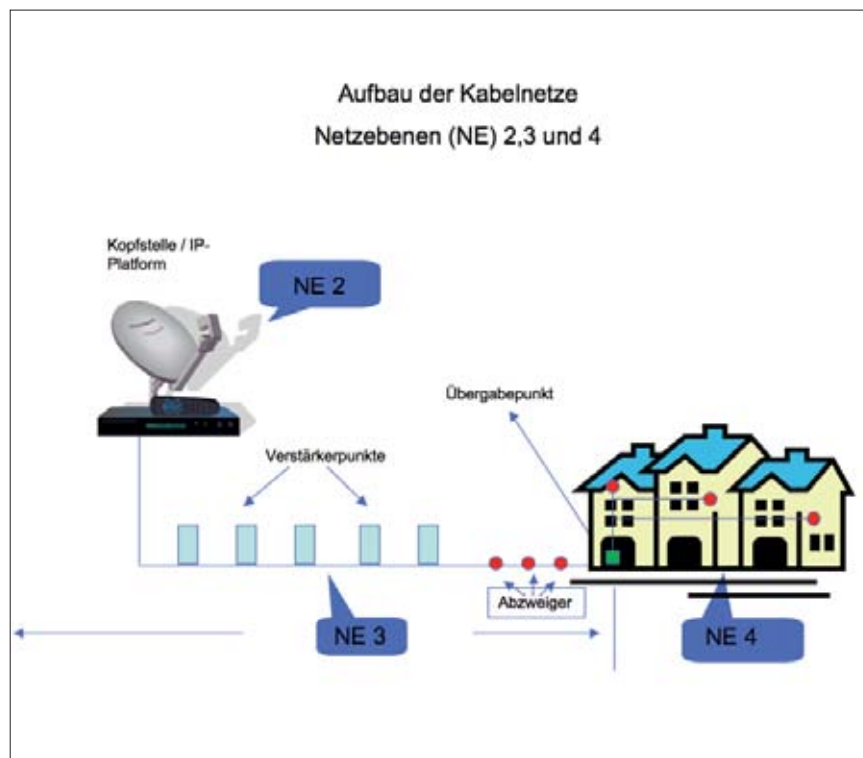 Aufbau der Kabelnetze
Netzebenen (NE) 2,3 und 4
Kopfstelle / IP-
Platform
NE 2
Übergabepunkt
Verstärkerpunkte
Abzweiger
NE 3
NE 4